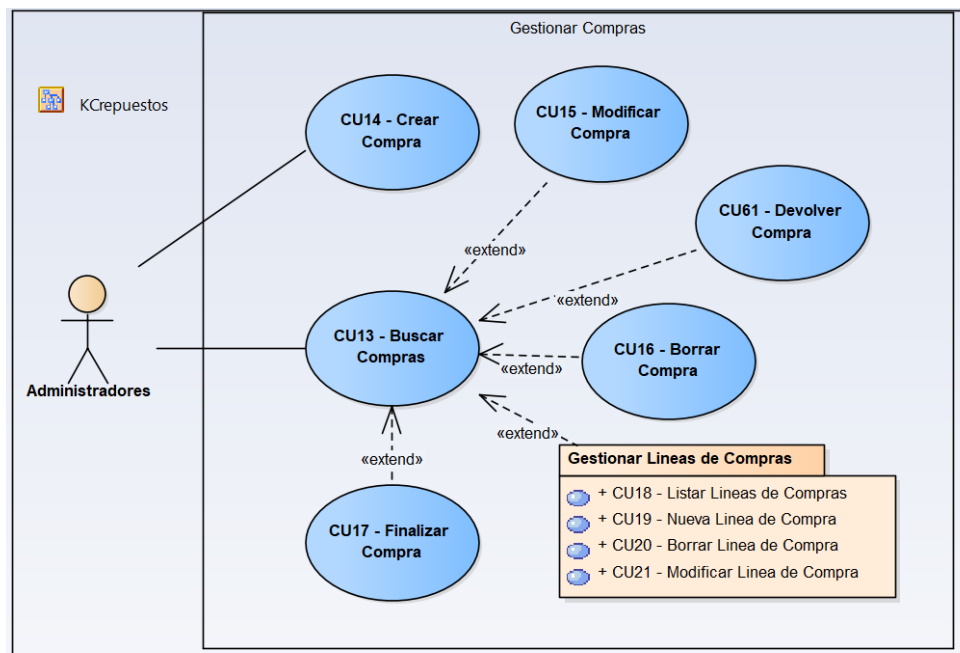 Gestionar Compras
KCrepuestos
CU14 - Crear
Compra
CU15 - Modificar
Compra
CU61 - Devolver
Compra
«extend»
«extend»
CU13 - Buscar
Compras
CU16 - Borrar
Compra
«extend»
Administradores
«extend»
Gestionar Lineas de Compras
«extend»
+ CU18 - Listar Lineas de Compras
+ CU19 - Nueva Linea de Compra
+ CU20 - Borrar Linea de Compra
+ CU21 - Modificar Linea de Compra
CU17 - Finalizar
Compra